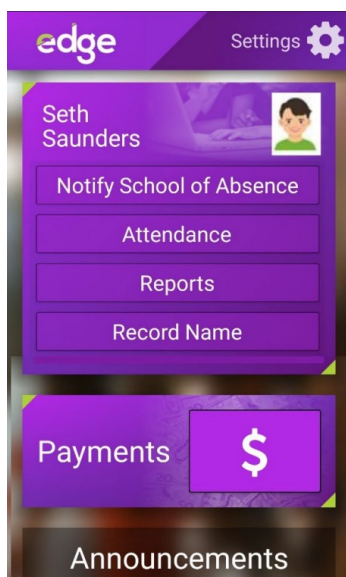 edge
Settings
Seth
Saunders
Notify School of Absence
Attendance
Reports
Record Name
Payments
$
Announcements